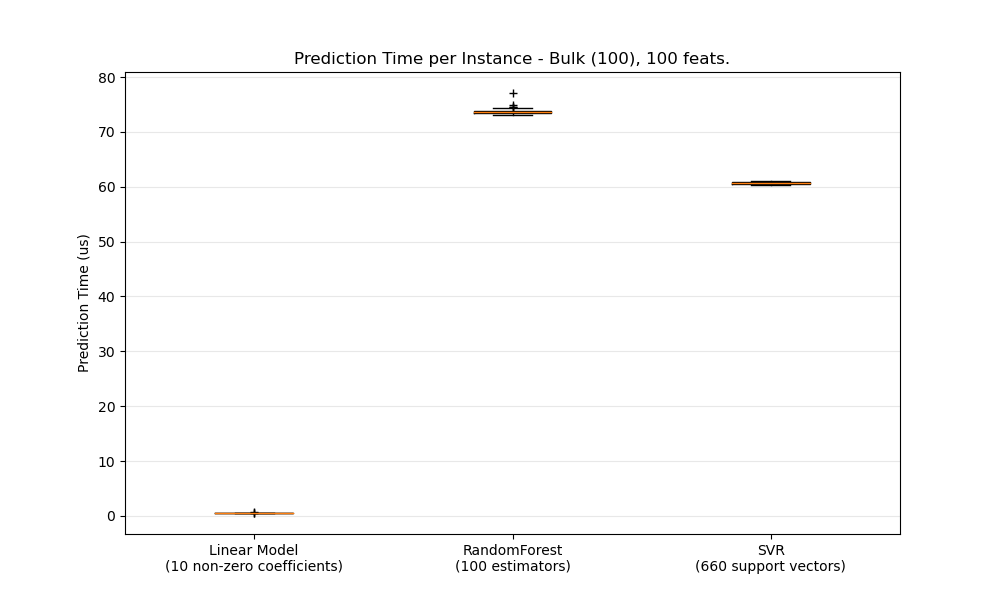 Prediction Time per Instance - Bulk (100), 100 feats.
80
70
60
50
40
30
20
10
0
Prediction Time (us)
Linear Model
(10 non-zero coefficients)
RandomForest
(100 estimators)
SVR
(660 support vectors)